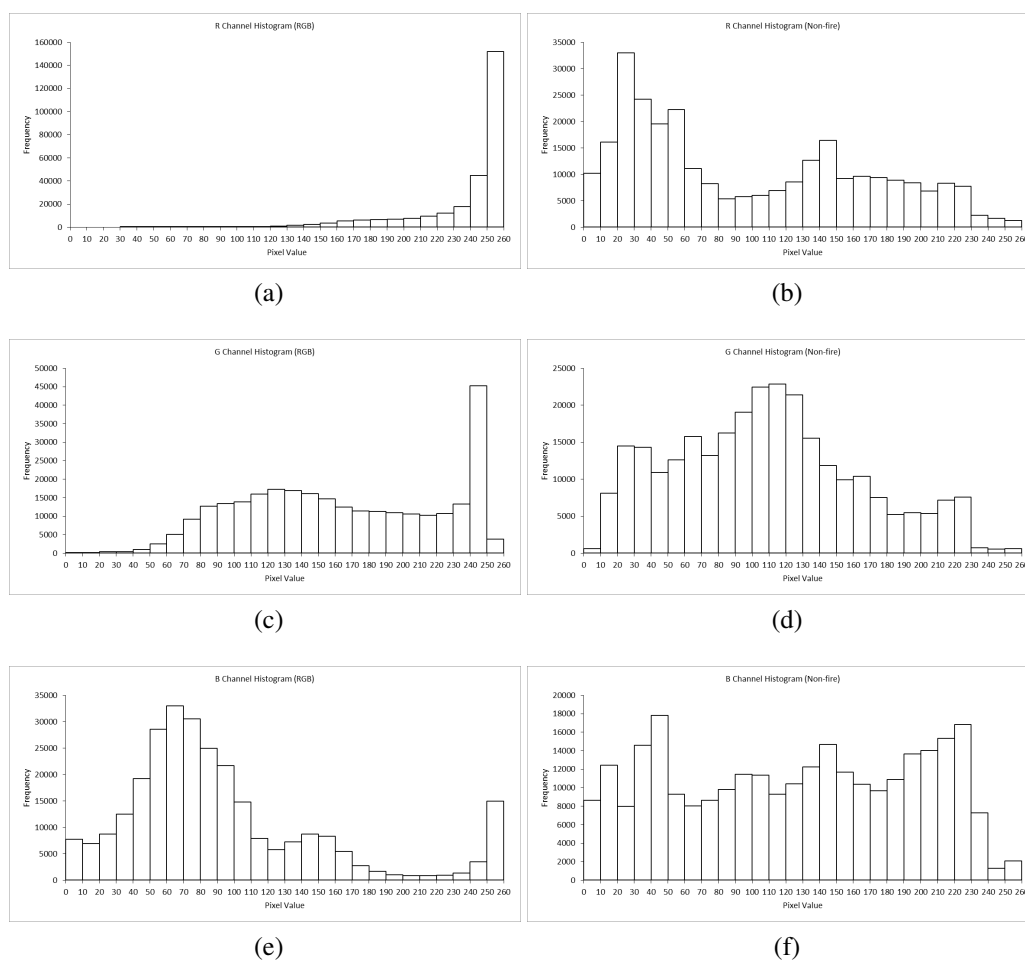 R Channel Histogram (RGB)
160000
140000
120000
100000
80000
60000
40000
20000
0
Frequency
0 10 20 30 40 50 60 70 80 90 100 110 120 130 140 150 160 170 180 190 200 210 220 230 240 250 260
Pixel Value
(a)
R Channel Histogram (Non-fire)
35000
30000
25000
20000
15000
10000
5000
0
Frequency
0 10 20 30 40 50 60 70 80 90 100 110 120 130 140 150 160 170 180 190 200 210 220 230 240 250 260
Pixel Value
(b)
G Channel Histogram (RGB)
50000
45000
40000
35000
30000
25000
20000
15000
10000
5000
0
Frequency
0 10 20 30 40 50 60 70 80 90 100 110 120 130 140 150 160 170 180 190 200 210 220 230 240 250 260
Pixel Value
(c)
G Channel Histogram (Non-fire)
25000
20000
15000
10000
5000
0
Frequency
0 10 20 30 40 50 60 70 80 90 100 110 120 130 140 150 160 170 180 190 200 210 220 230 240 250 260
Pixel Value
(d)
B Channel Histogram (RGB)
35000
30000
25000
20000
15000
10000
5000
0
Frequency
0 10 20 30 40 50 60 70 80 90 100 110 120 130 140 150 160 170 180 190 200 210 220 230 240 250 260
Pixel Value
(e)
B Channel Histogram (Non-fire)
20000
18000
16000
14000
12000
10000
8000
6000
4000
2000
0
Frequency
0 10 20 30 40 50 60 70 80 90 100 110 120 130 140 150 160 170 180 190 200 210 220 230 240 250 260
Pixel Value
(f)